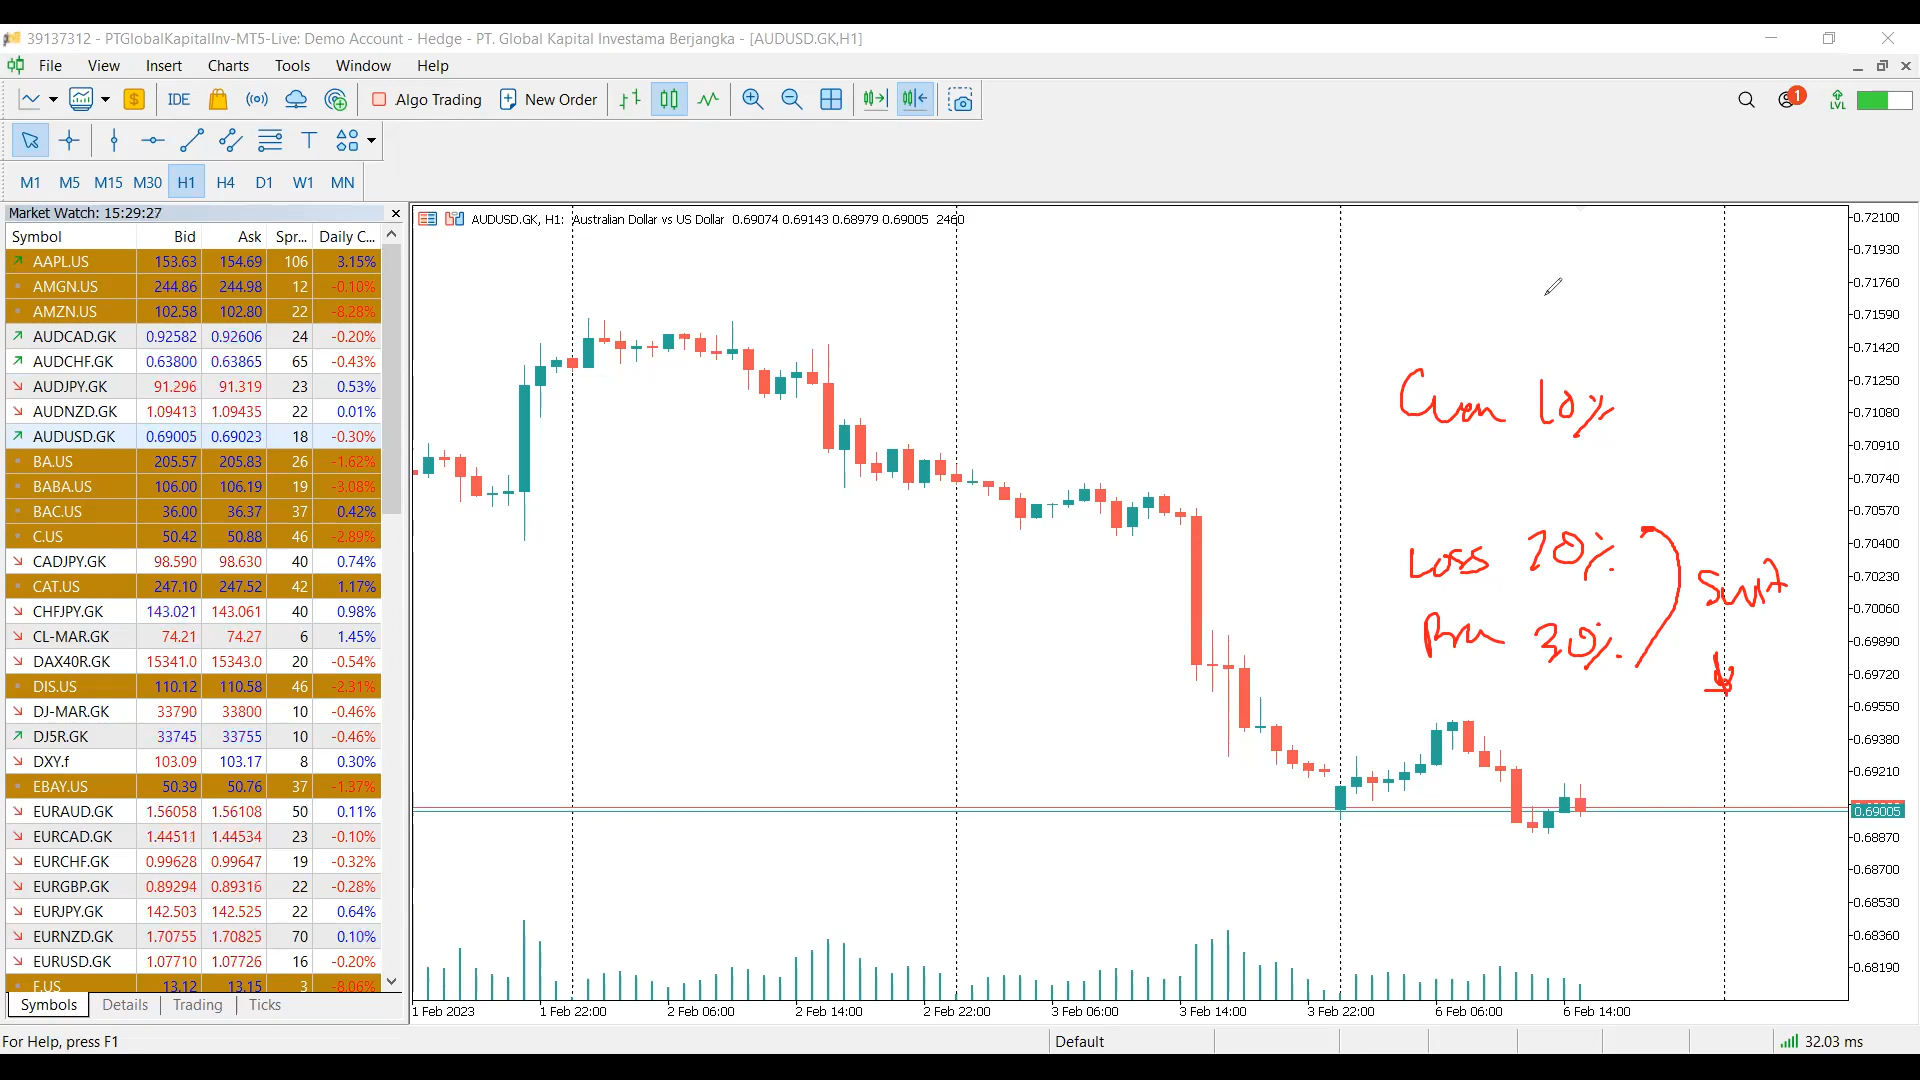 39137312 - PTGlobalKapitalInv-MT5-Live: Demo Account - Hedge - PT. Global Kapital Investama Berjangka - [AUDUSD.GK,H1]
File View Insert Charts Tools Window Help
IDE Algo Trading New Order 1 LVL
M1 M5 M15 M30 H1 H4 D1 W1 MN
Market Watch: 15:29:27
Symbol Bid Ask Spr... Daily C...
AAPL.US 153.63 154.69 106 3.15%
AMGN.US 244.86 244.98 12 -0.10%
AMZN.US 102.58 102.80 22 -8.28%
AUDCAD.GK 0.92582 0.92606 24 -0.20%
AUDCHF.GK 0.63800 0.63865 65 -0.43%
AUDJPY.GK 91.296 91.319 23 0.53%
AUDNZD.GK 1.09413 1.09435 22 0.01%
AUDUSD.GK 0.69005 0.69023 18 -0.30%
BA.US 205.57 205.83 26 -1.62%
BABA.US 106.00 106.19 19 -3.08%
BAC.US 36.00 36.37 37 0.42%
C.US 50.42 50.88 46 -2.89%
CADJPY.GK 98.590 98.630 40 0.74%
CAT.US 247.10 247.52 42 1.17%
CHFJPY.GK 143.021 143.061 40 0.98%
CL-MAR.GK 74.21 74.27 6 1.45%
DAX40R.GK 15341.0 15343.0 20 -0.54%
DIS.US 110.12 110.58 46 -2.31%
DJ-MAR.GK 33790 33800 10 -0.46%
DJ5R.GK 33745 33755 10 -0.46%
DXY.f 103.09 103.17 8 0.30%
EBAY.US 50.39 50.76 37 -1.37%
EURAUD.GK 1.56058 1.56108 50 0.11%
EURCAD.GK 1.44511 1.44534 23 -0.10%
EURCHF.GK 0.99628 0.99647 19 -0.32%
EURGBP.GK 0.89294 0.89316 22 -0.28%
EURJPY.GK 142.503 142.525 22 0.64%
EURNZD.GK 1.70755 1.70825 70 0.10%
EURUSD.GK 1.07710 1.07726 16 -0.20%
F.US 13.12 13.15 3 -8.06%
Symbols Details Trading Ticks
AUDUSD.GK, H1: Australian Dollar vs US Dollar 0.69074 0.69143 0.68979 0.69005 2460
10%
Loss 20%
30%
0.72100
0.71930
0.71760
0.71590
0.71420
0.71250
0.71080
0.70910
0.70740
0.70570
0.70400
0.70230
0.70060
0.69890
0.69720
0.69550
0.69380
0.69210
0.69005
0.68870
0.68700
0.68530
0.68360
0.68190
1 Feb 2023 1 Feb 22:00 2 Feb 06:00 2 Feb 14:00 2 Feb 22:00 3 Feb 06:00 3 Feb 14:00 3 Feb 22:00 6 Feb 06:00 6 Feb 14:00
For Help, press F1 Default 32.03 ms